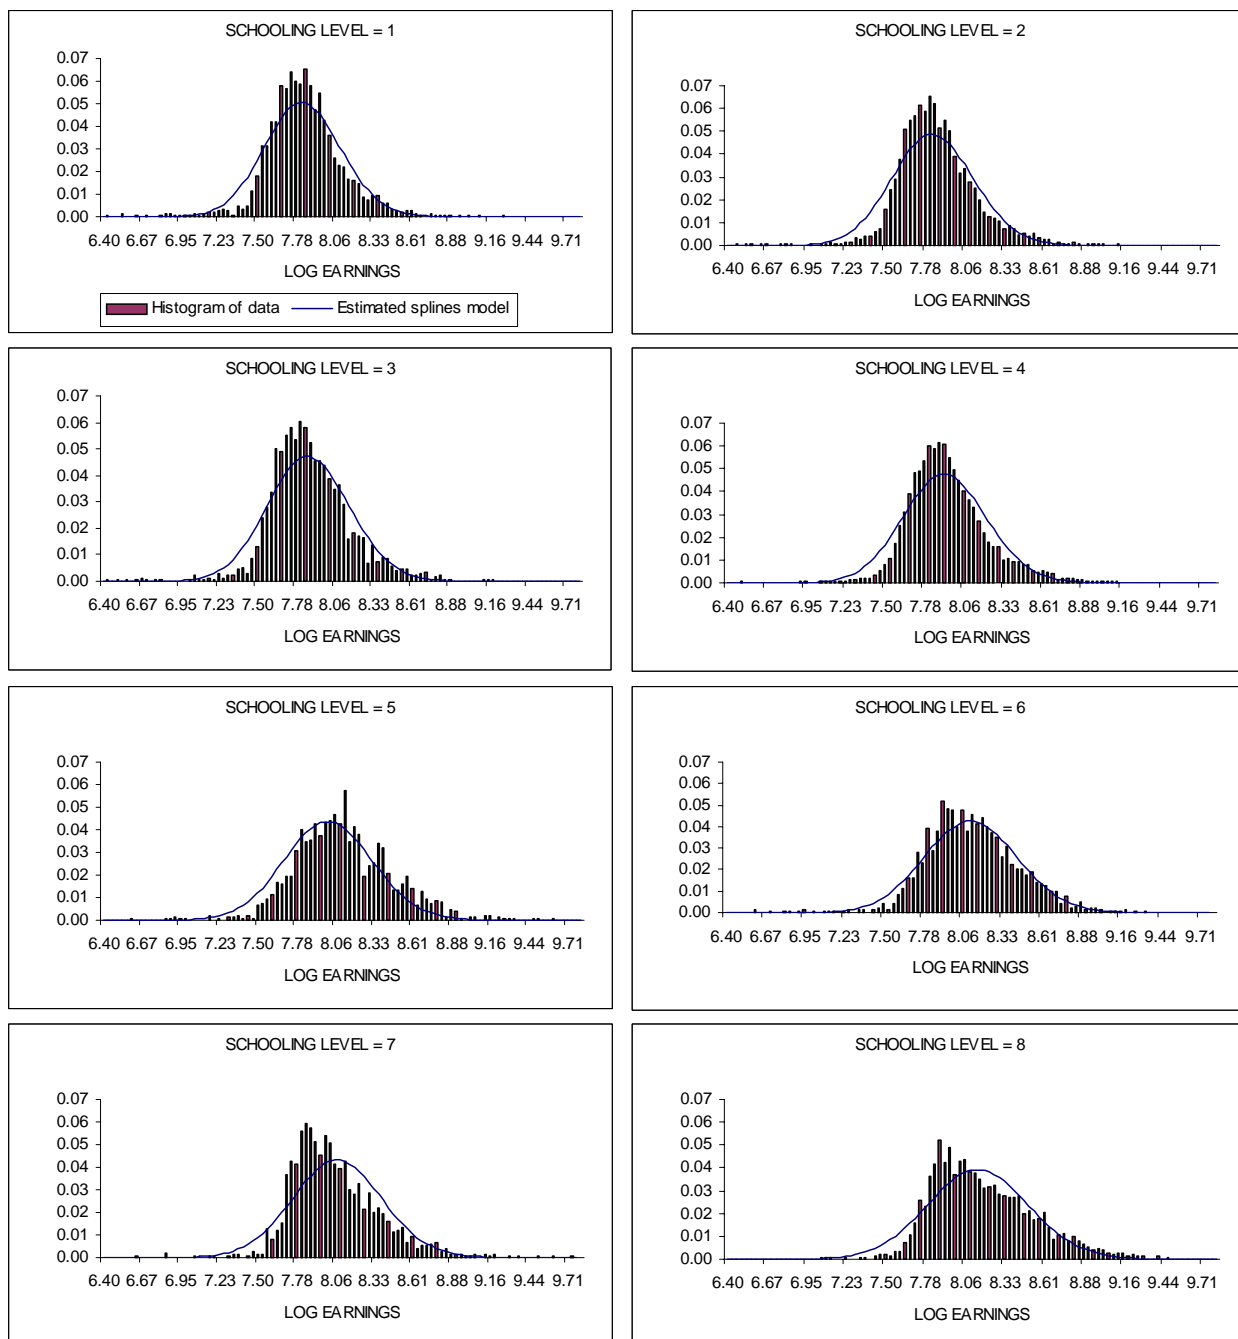 SCHOOLING LEVEL = 1
0.07
0.06
0.05
0.04
0.03
0.02
0.01
0.00
6.40 6.67 6.95 7.23 7.50 7.78 8.06 8.33 8.61 8.88 9.16 9.44 9.71
LOG EARNINGS
Histogram of data Estimated splines model
SCHOOLING LEVEL = 2
0.07
0.06
0.05
0.04
0.03
0.02
0.01
0.00
6.40 6.67 6.95 7.23 7.50 7.78 8.06 8.33 8.61 8.88 9.16 9.44 9.71
LOG EARNINGS
SCHOOLING LEVEL = 3
0.07
0.06
0.05
0.04
0.03
0.02
0.01
0.00
6.40 6.67 6.95 7.23 7.50 7.78 8.06 8.33 8.61 8.88 9.16 9.44 9.71
LOG EARNINGS
SCHOOLING LEVEL = 4
0.07
0.06
0.05
0.04
0.03
0.02
0.01
0.00
6.40 6.67 6.95 7.23 7.50 7.78 8.06 8.33 8.61 8.88 9.16 9.44 9.71
LOG EARNINGS
SCHOOLING LEVEL = 5
0.07
0.06
0.05
0.04
0.03
0.02
0.01
0.00
6.40 6.67 6.95 7.23 7.50 7.78 8.06 8.33 8.61 8.88 9.16 9.44 9.71
LOG EARNINGS
SCHOOLING LEVEL = 6
0.07
0.06
0.05
0.04
0.03
0.02
0.01
0.00
6.40 6.67 6.95 7.23 7.50 7.78 8.06 8.33 8.61 8.88 9.16 9.44 9.71
LOG EARNINGS
SCHOOLING LEVEL = 7
0.07
0.06
0.05
0.04
0.03
0.02
0.01
0.00
6.40 6.67 6.95 7.23 7.50 7.78 8.06 8.33 8.61 8.88 9.16 9.44 9.71
LOG EARNINGS
SCHOOLING LEVEL = 8
0.07
0.06
0.05
0.04
0.03
0.02
0.01
0.00
6.40 6.67 6.95 7.23 7.50 7.78 8.06 8.33 8.61 8.88 9.16 9.44 9.71
LOG EARNINGS